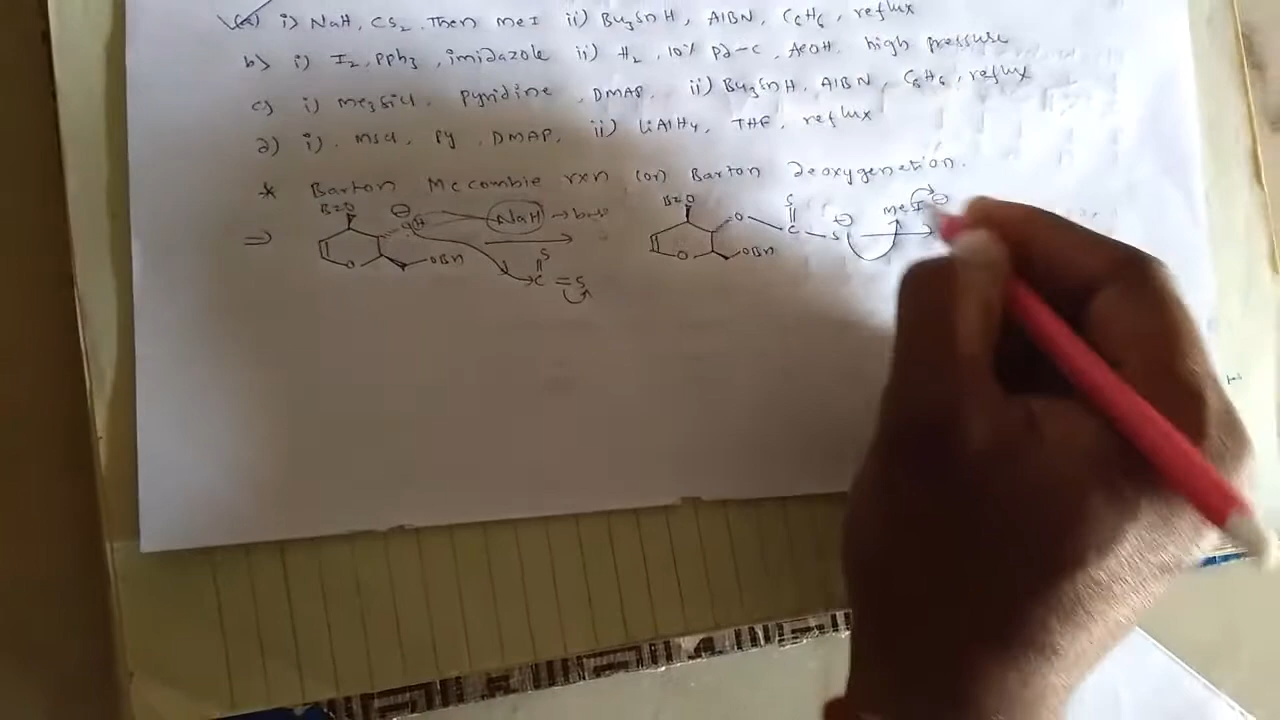 (a) i) NaH, CS2. Then MeI ii) Bu3SnH, AIBN, C6H6, reflux
b) i) I2, PPh3, imidazole ii) H2, 10% Pd-C, AcOH. high pressure
c) i) Me3SiCl, Pyridine, DMAP. ii) Bu3SnH, AIBN, C6H6, reflux
d) i). MsCl, Py, DMAP, ii) LiAlH4, THF, reflux
* Barton Mccombie rxn (or) Barton deoxygenetion.
BzO ⊖ OH NaH → base BzO O S C S ⊖ MeI ⊖
⇒ O OBn S C = S O OBn